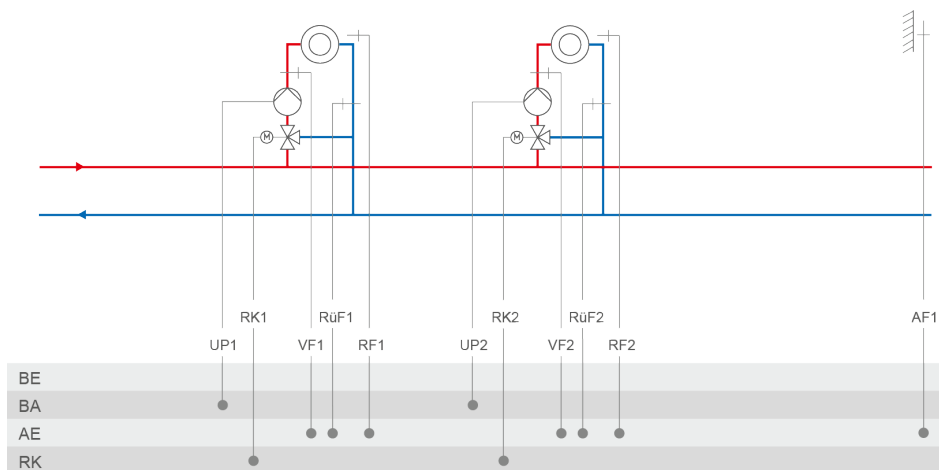 M
M
RK1 RüF1 RK2 RüF2 AF1
UP1 VF1 RF1 UP2 VF2 RF2
BE
BA
AE
RK